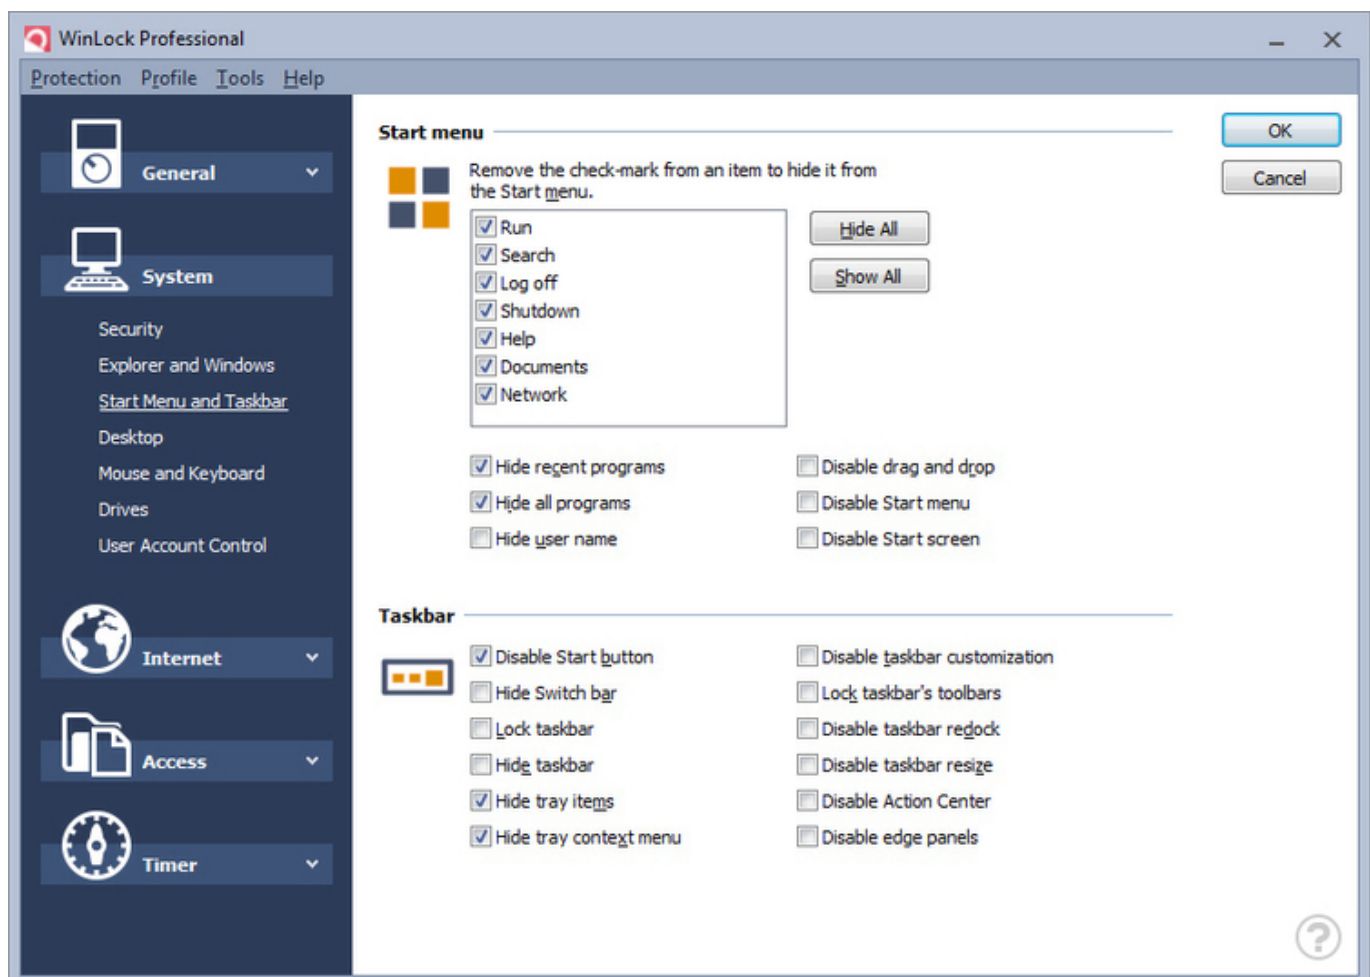 WinLock Professional
Protection Profile Tools Help
General
System
Security
Explorer and Windows
Start Menu and Taskbar
Desktop
Mouse and Keyboard
Drives
User Account Control
Internet
Access
Timer
Start menu
Remove the check-mark from an item to hide it from
the Start menu.
Run
Search
Log off
Shutdown
Help
Documents
Network
Hide All
Show All
Hide recent programs
Hide all programs
Hide user name
Disable drag and drop
Disable Start menu
Disable Start screen
Taskbar
Disable Start button
Hide Switch bar
Lock taskbar
Hide taskbar
Hide tray items
Hide tray context menu
Disable taskbar customization
Lock taskbar's toolbars
Disable taskbar redock
Disable taskbar resize
Disable Action Center
Disable edge panels
OK
Cancel
?